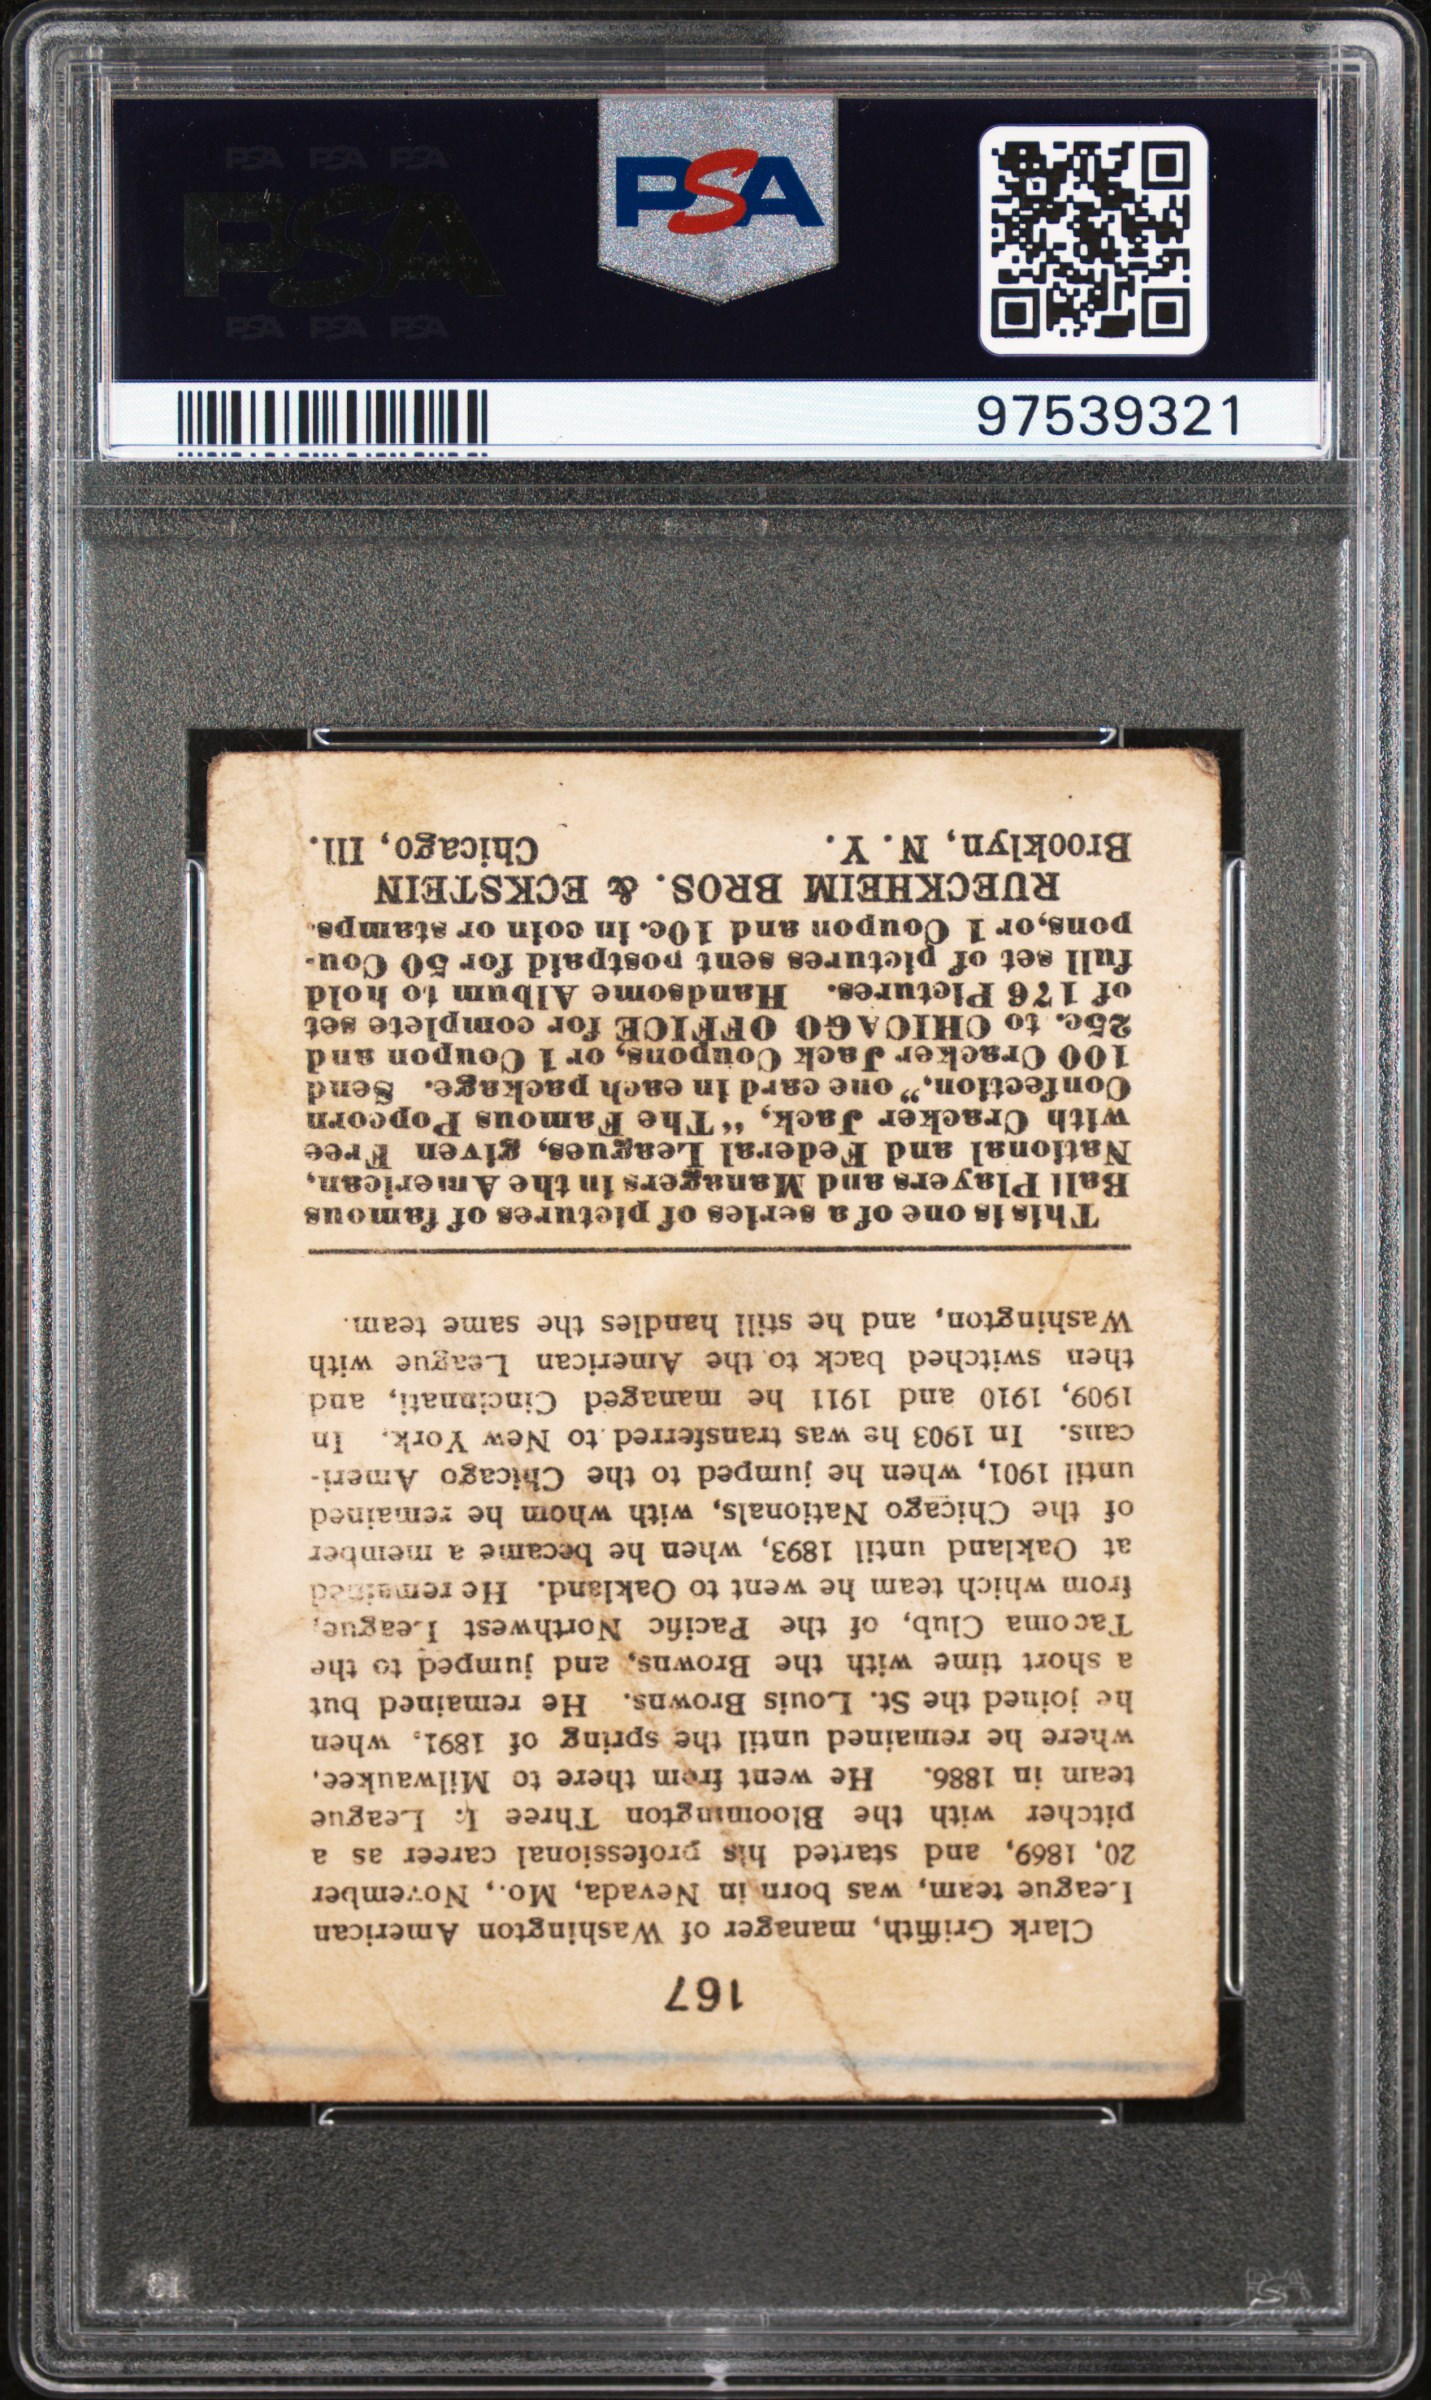 PSA PSA PSA
PSA
PSA PSA PSA
PSA
97539321
167
Clark Griffith, manager of Washington American
League team, was born in Nevada, Mo., November
20, 1869, and started his professional career as a
pitcher with the Bloomington Three I. League
team in 1886. He went from there to Milwaukee,
where he remained until the spring of 1891, when
he joined the St. Louis Browns. He remained but
a short time with the Browns, and jumped to the
Tacoma Club, of the Pacific Northwest League,
from which team he went to Oakland. He remained
at Oakland until 1893, when he became a member
of the Chicago Nationals, with whom he remained
until 1901, when he jumped to the Chicago Ameri-
cans. In 1903 he was transferred to New York. In
1909, 1910 and 1911 he managed Cincinnati, and
then switched back to the American League with
Washington, and he still handles the same team.
This is one of a series of pictures of famous
Ball Players and Managers in the American,
National and Federal Leagues, given Free
with Cracker Jack, "The Famous Popcorn
Confection," one card in each package. Send
100 Cracker Jack Coupons, or 1 Coupon and
25c. to CHICAGO OFFICE for complete set
of 176 Pictures. Handsome Album to hold
full set of pictures sent postpaid for 50 Cou-
pons, or 1 Coupon and 10c. in coin or stamps.
RUECKHEIM BROS. & ECKSTEIN
Brooklyn, N. Y. Chicago, Ill.
PSA